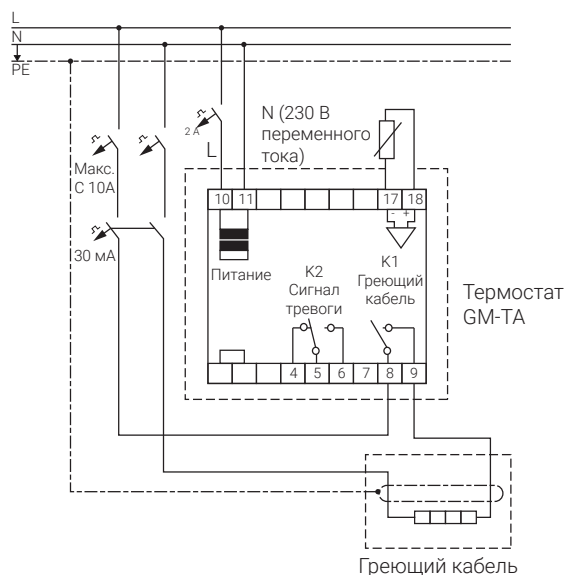 L
N
PE
2 A
L
N (230 В
переменного
тока)
Макс.
C 10A
30 мА
10 11 17 18
- +
Питание
K2
Сигнал
тревоги
K1
Греющий
кабель
Термостат
GM-TA
4 5 6 7 8 9
Греющий кабель